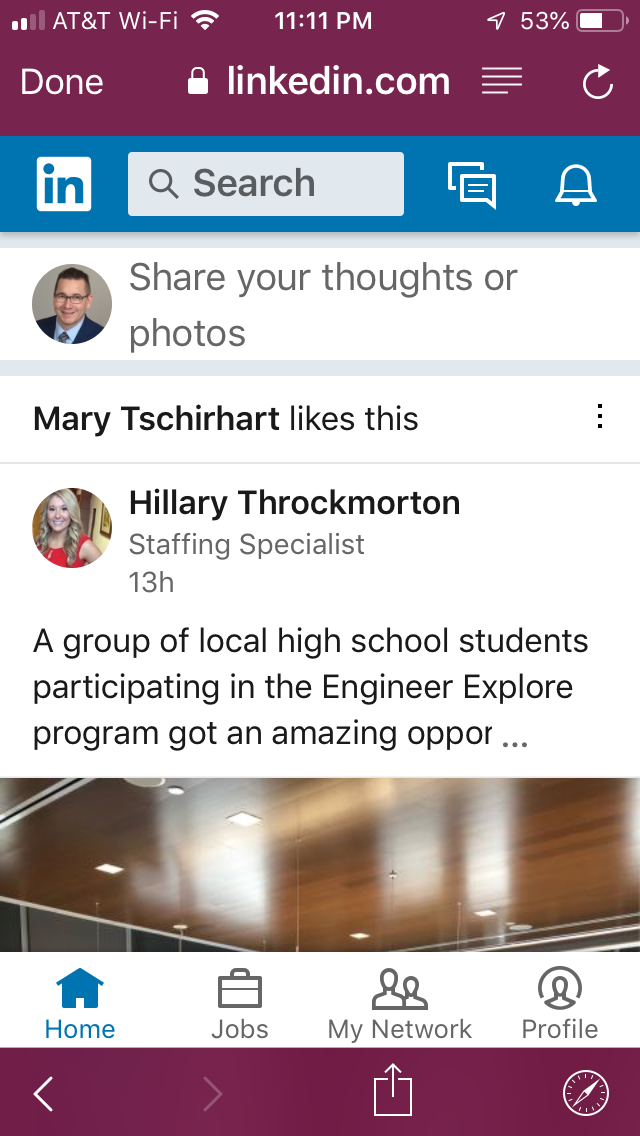 AT&T Wi-Fi 11:11 PM 53%
Done linkedin.com
in Search
Share your thoughts or
photos
Mary Tschirhart likes this
Hillary Throckmorton
Staffing Specialist
13h
A group of local high school students
participating in the Engineer Explore
program got an amazing oppor ...
Home Jobs My Network Profile